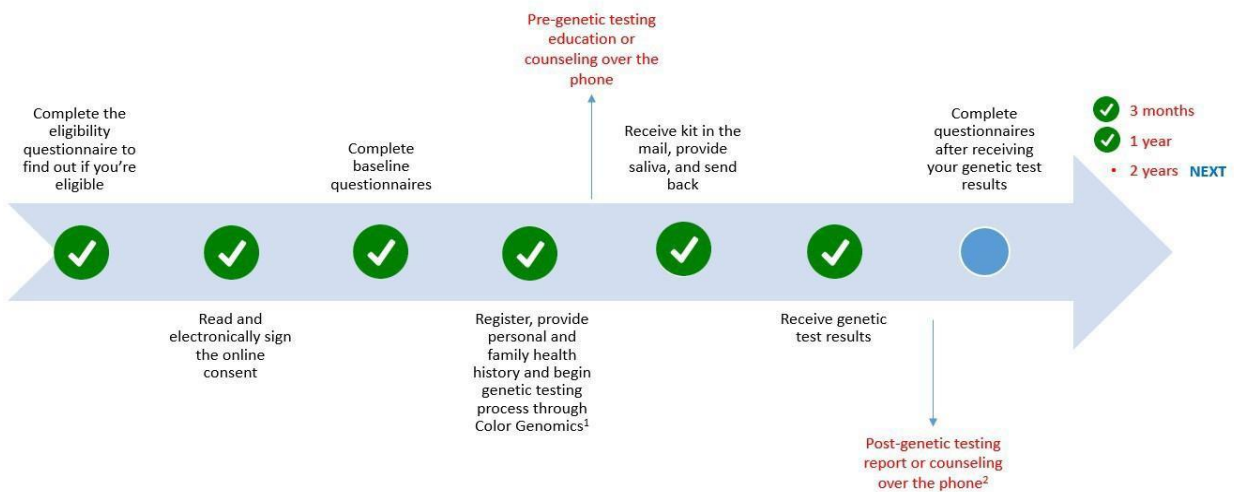 Pre-genetic testing
education or
counseling over the
phone
Complete the
eligibility
questionnaire to
find out if you’re
eligible
Complete
baseline
questionnaires
Receive kit in the
mail, provide
saliva, and send
back
Complete
questionnaires
after receiving
your genetic test
results
3 months
1 year
• 2 years NEXT
Read and
electronically sign
the online
consent
Register, provide
personal and
family health
history and begin
genetic testing
process through
Color Genomics¹
Receive genetic
test results
Post-genetic testing
report or counseling
over the phone²